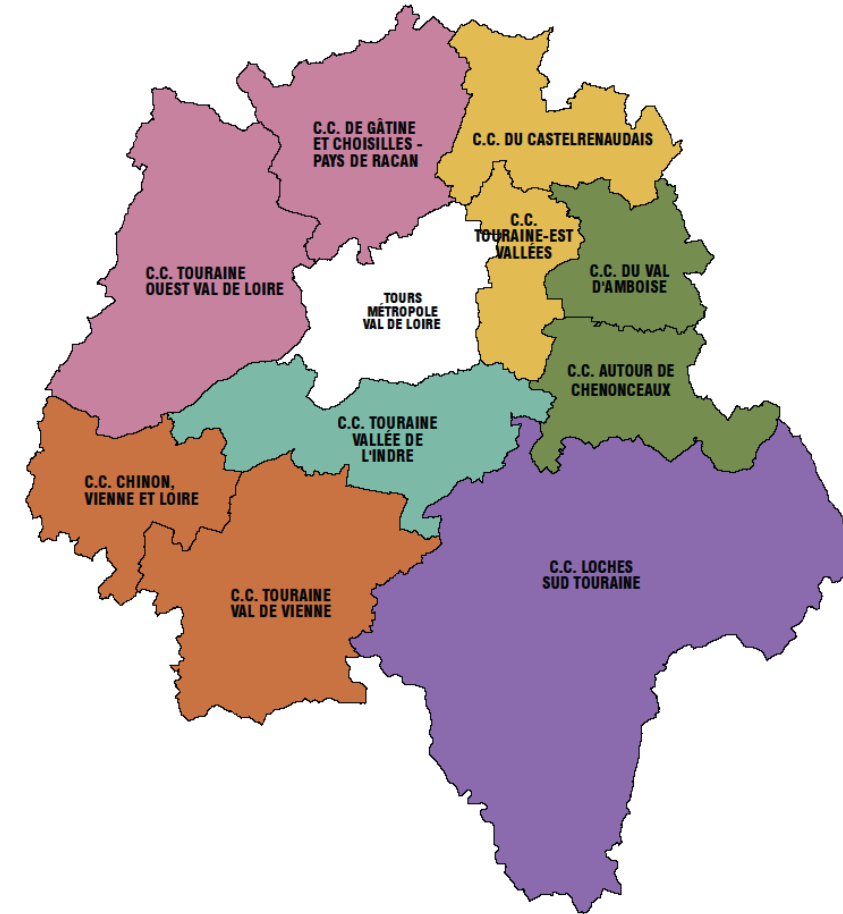 C.C. DE GÂTINE
ET CHOISILLES -
PAYS DE RACAN
C.C. DU CASTELRENAUDAIS
C.C.
TOURAINE-EST
VALLÉES
C.C. TOURAINE
OUEST VAL DE LOIRE
C.C. DU VAL
D'AMBOISE
TOURS
MÉTROPOLE
VAL DE LOIRE
C.C. AUTOUR DE
CHENONCEAUX
C.C. TOURAINE
VALLÉE DE
L'INDRE
C.C. CHINON,
VIENNE ET LOIRE
C.C. LOCHES
SUD TOURAINE
C.C. TOURAINE
VAL DE VIENNE